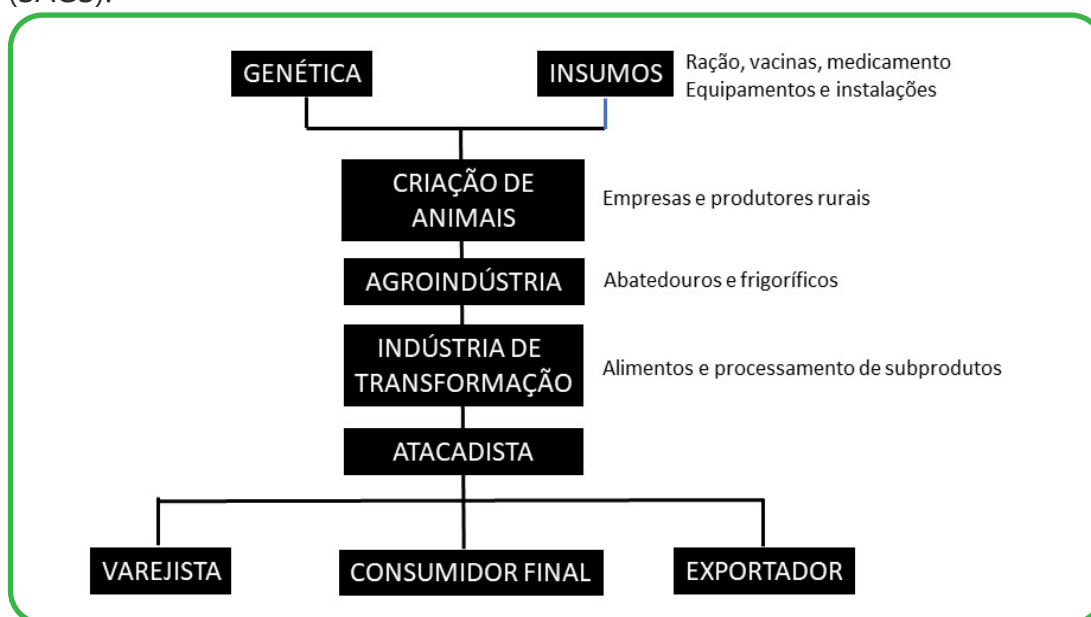 (SAGS).
GENÉTICA
INSUMOS
Ração, vacinas, medicamento
Equipamentos e instalações
CRIAÇÃO DE
ANIMAIS
Empresas e produtores rurais
AGROINDÚSTRIA
Abatedouros e frigoríficos
INDÚSTRIA DE
TRANSFORMAÇÃO
Alimentos e processamento de subprodutos
ATACADISTA
VAREJISTA
CONSUMIDOR FINAL
EXPORTADOR